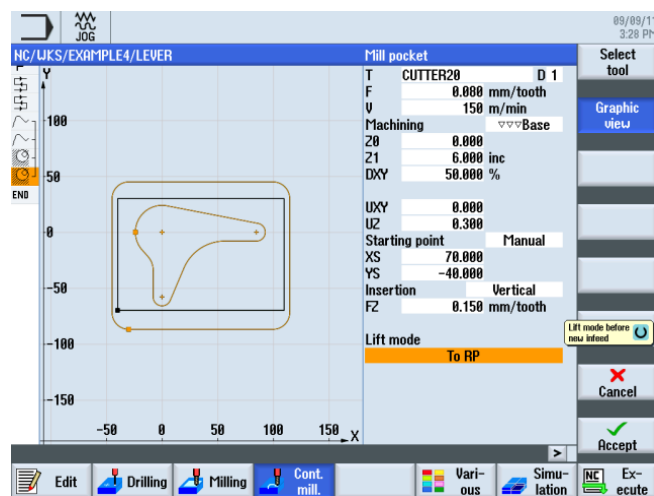 JOG
09/09/11
3:28 PM
NC/WKS/EXAMPLE4/LEVER
Mill pocket
Select
tool
T CUTTER20 D 1
F 0.080 mm/tooth
V 150 m/min
Machining ▽▽▽Base
Z0 0.000
Z1 6.000 inc
DXY 50.000 %
UXY 0.000
UZ 0.300
Starting point Manual
XS 70.000
YS -40.000
Insertion Vertical
FZ 0.150 mm/tooth
Lift mode
To RP
Graphic
view
Lift mode before
new infeed
Cancel
Accept
END
Y
100
50
0
-50
-100
-150
-50 0 50 100 150 X
>
Edit
Drilling
Milling
Cont.
mill.
Vari-
ous
Simu-
lation
NC Ex-
ecute